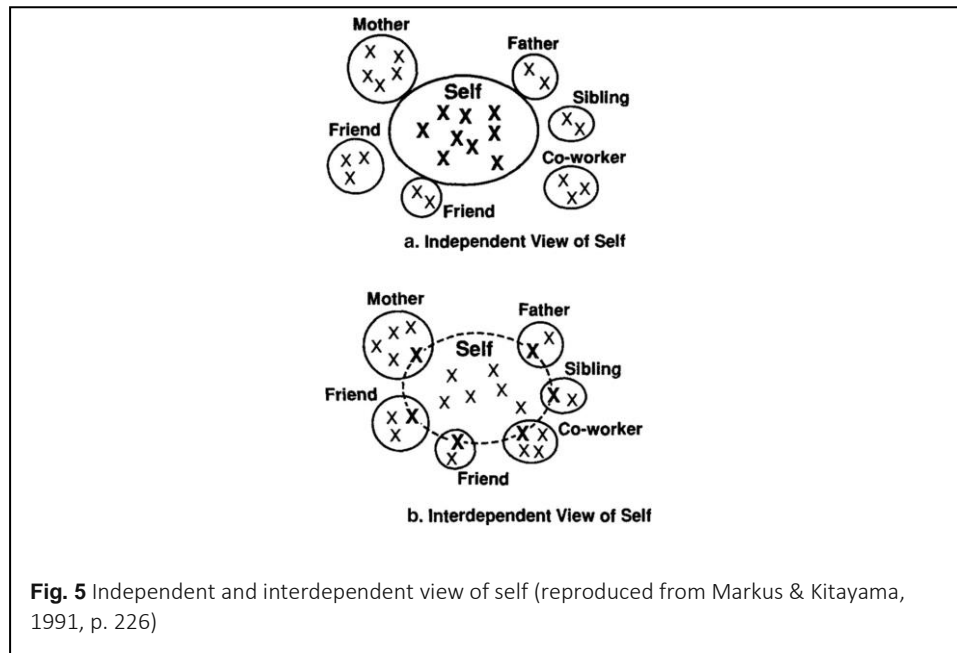 Mother
X X
X X
X
Father
X
X
Self
X X X
X X X
X
X X
Sibling
X
X
Friend
X X
X
Co-worker
X
X
X
X
X
Friend
a. Independent View of Self
Mother
X X
X X
X
Father
X
X
Self
X X
X X
X X
Sibling
X X
Friend
X X
X
Co-worker
X X
X X
X
X
Friend
b. Interdependent View of Self
Fig. 5 Independent and interdependent view of self (reproduced from Markus & Kitayama,
1991, p. 226)